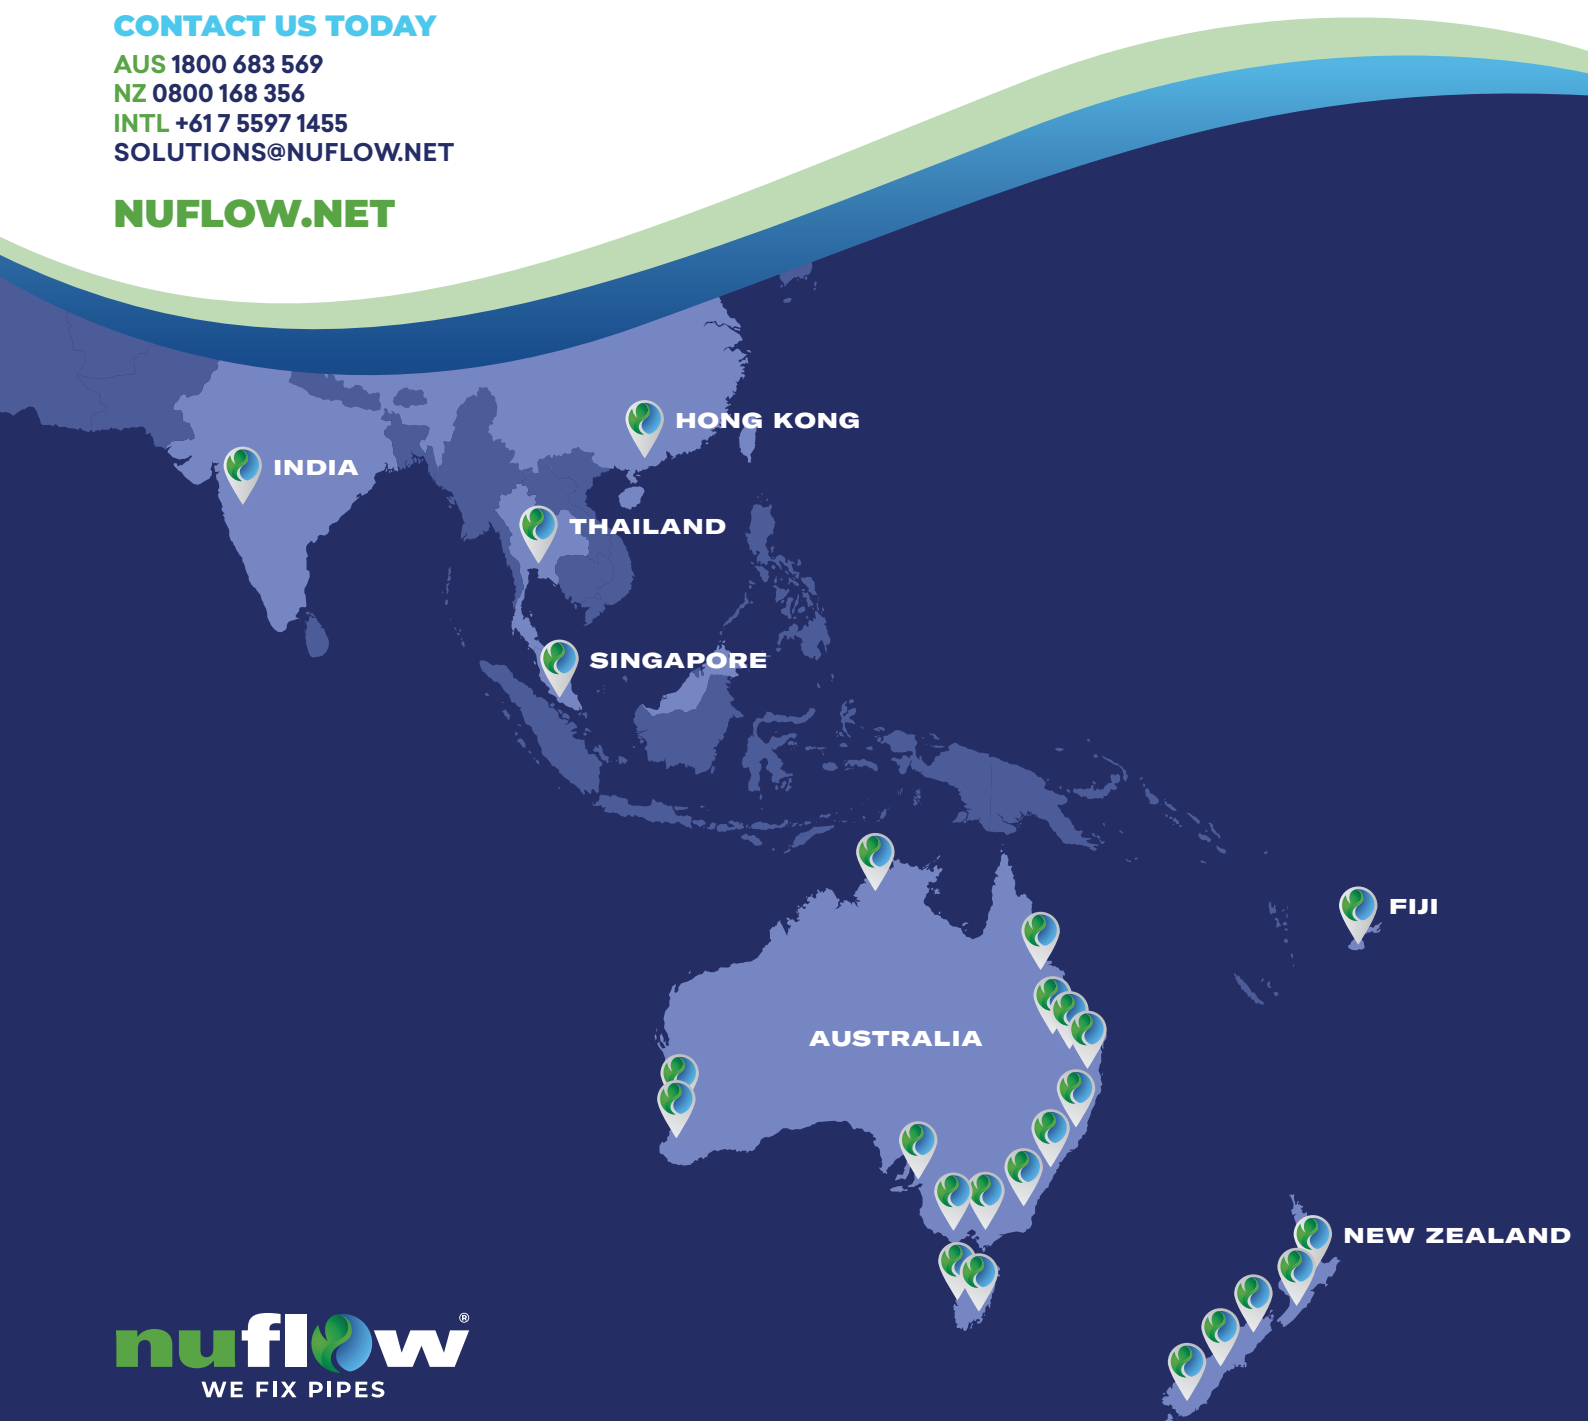 CONTACT US TODAY
AUS 1800 683 569
NZ 0800 168 356
INTL +61 7 5597 1455
SOLUTIONS@NUFLOW.NET
NUFLOW.NET
HONG KONG
INDIA
THAILAND
SINGAPORE
FIJI
AUSTRALIA
NEW ZEALAND
nuflow®
WE FIX PIPES